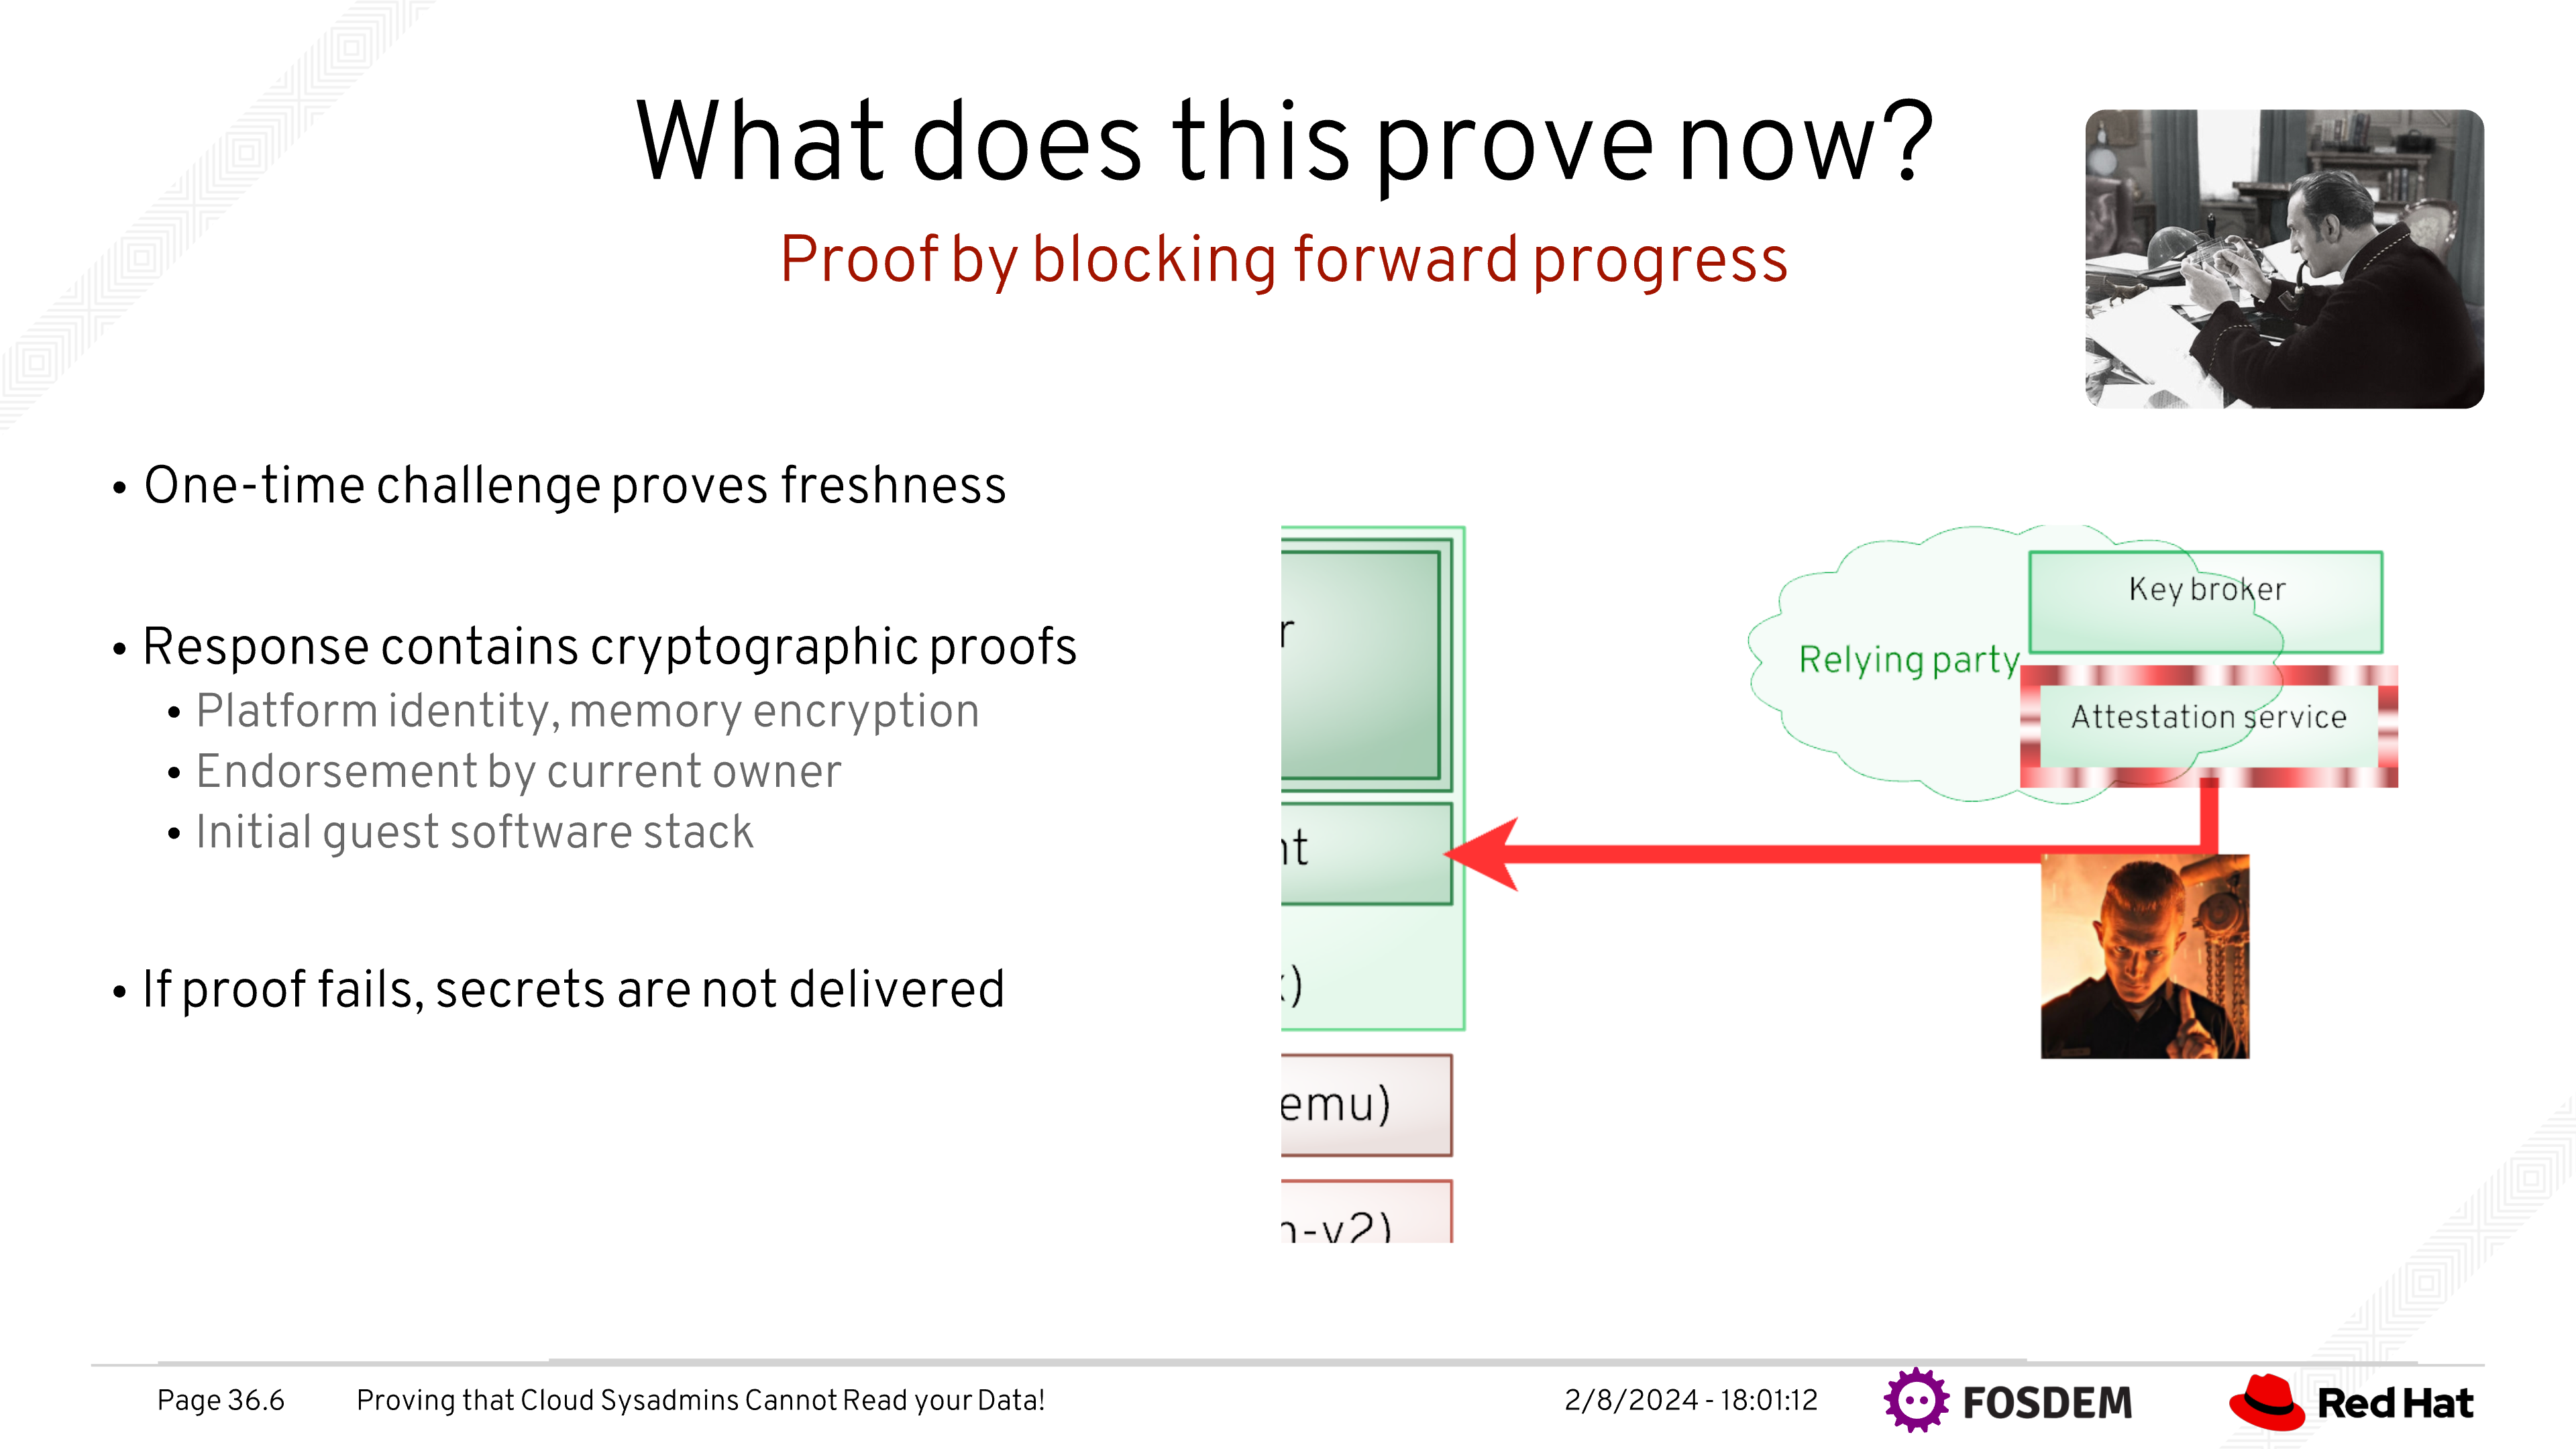 What does this prove now?
Proof by blocking forward progress
• One-time challenge proves freshness
• Response contains cryptographic proofs
• Platform identity, memory encryption
• Endorsement by current owner
• Initial guest software stack
• If proof fails, secrets are not delivered
r
nt
x)
emu)
n-v2)
Key broker
Relying party
Attestation service
Page 36.6
Proving that Cloud Sysadmins Cannot Read your Data!
2/8/2024 - 18:01:12
FOSDEM
Red Hat